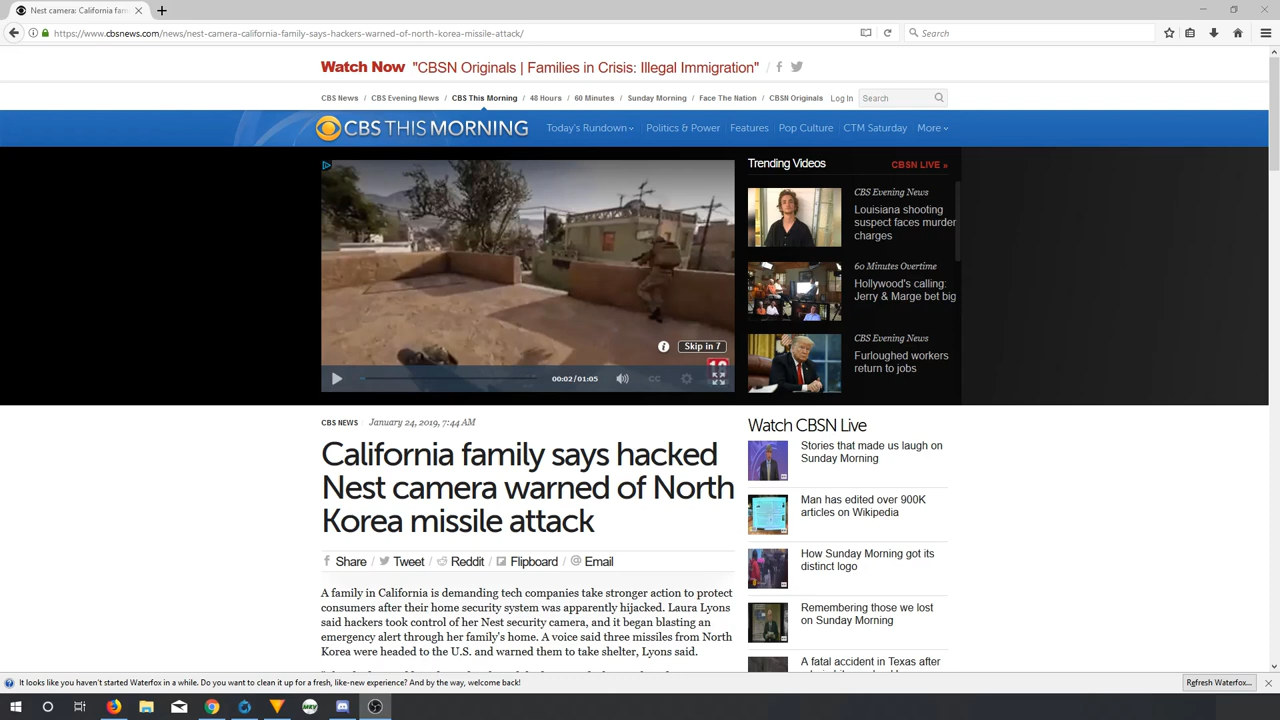 Nest camera: California fam
https://www.cbsnews.com/news/nest-camera-california-family-says-hackers-warned-of-north-korea-missile-attack/
Search
Watch Now "CBSN Originals | Families in Crisis: Illegal Immigration"
CBS News / CBS Evening News / CBS This Morning / 48 Hours / 60 Minutes / Sunday Morning / Face The Nation / CBSN Originals Log In Search
CBS THIS MORNING Today's Rundown Politics & Power Features Pop Culture CTM Saturday More
Skip in 7
00:02/01:05
CC
Trending Videos CBSN LIVE »
CBS Evening News
Louisiana shooting
suspect faces murder
charges
60 Minutes Overtime
Hollywood's calling:
Jerry & Marge bet big
CBS Evening News
Furloughed workers
return to jobs
CBS NEWS January 24, 2019, 7:44 AM
California family says hacked
Nest camera warned of North
Korea missile attack
Share / Tweet / Reddit / Flipboard / Email
A family in California is demanding tech companies take stronger action to protect
consumers after their home security system was apparently hijacked. Laura Lyons
said hackers took control of her Nest security camera, and it began blasting an
emergency alert through her family's home. A voice said three missiles from North
Korea were headed to the U.S. and warned them to take shelter, Lyons said.
Watch CBSN Live
Stories that made us laugh on
Sunday Morning
Man has edited over 900K
articles on Wikipedia
How Sunday Morning got its
distinct logo
Remembering those we lost
on Sunday Morning
A fatal accident in Texas after
It looks like you haven't started Waterfox in a while. Do you want to clean it up for a fresh, like-new experience? And by the way, welcome back!
Refresh Waterfox...
MKV